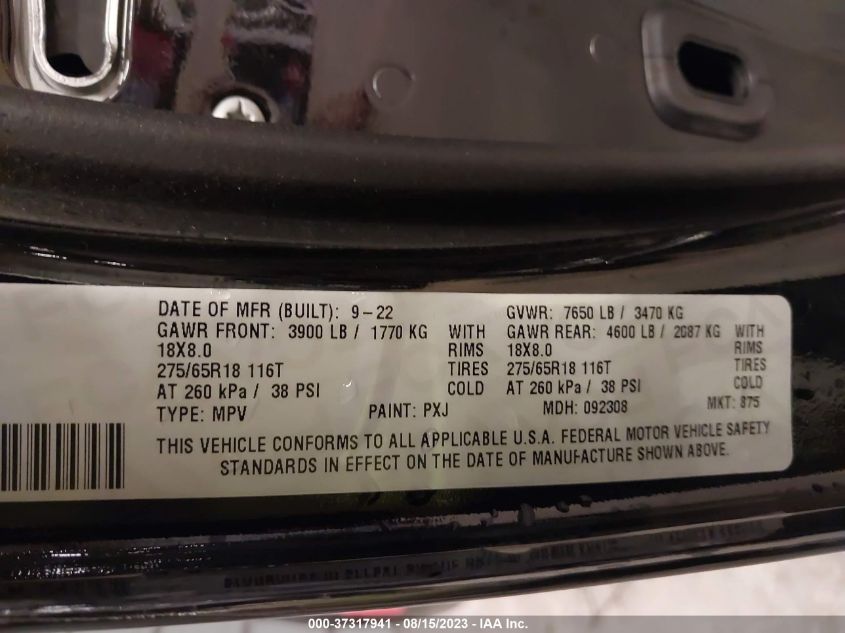 DATE OF MFR (BUILT): 9-22 GVWR: 7650 LB / 3470 KG
GAWR FRONT: 3900 LB / 1770 KG WITH GAWR REAR: 4600 LB / 2087 KG WITH
18X8.0 RIMS 18X8.0 RIMS
275/65R18 116T TIRES 275/65R18 116T TIRES
AT 260 kPa / 38 PSI COLD AT 260 kPa / 38 PSI COLD
TYPE: MPV PAINT: PXJ MDH: 092308 MKT: 875
THIS VEHICLE CONFORMS TO ALL APPLICABLE U.S.A. FEDERAL MOTOR VEHICLE SAFETY
STANDARDS IN EFFECT ON THE DATE OF MANUFACTURE SHOWN ABOVE.
000-37317941 - 08/15/2023 - IAA Inc.